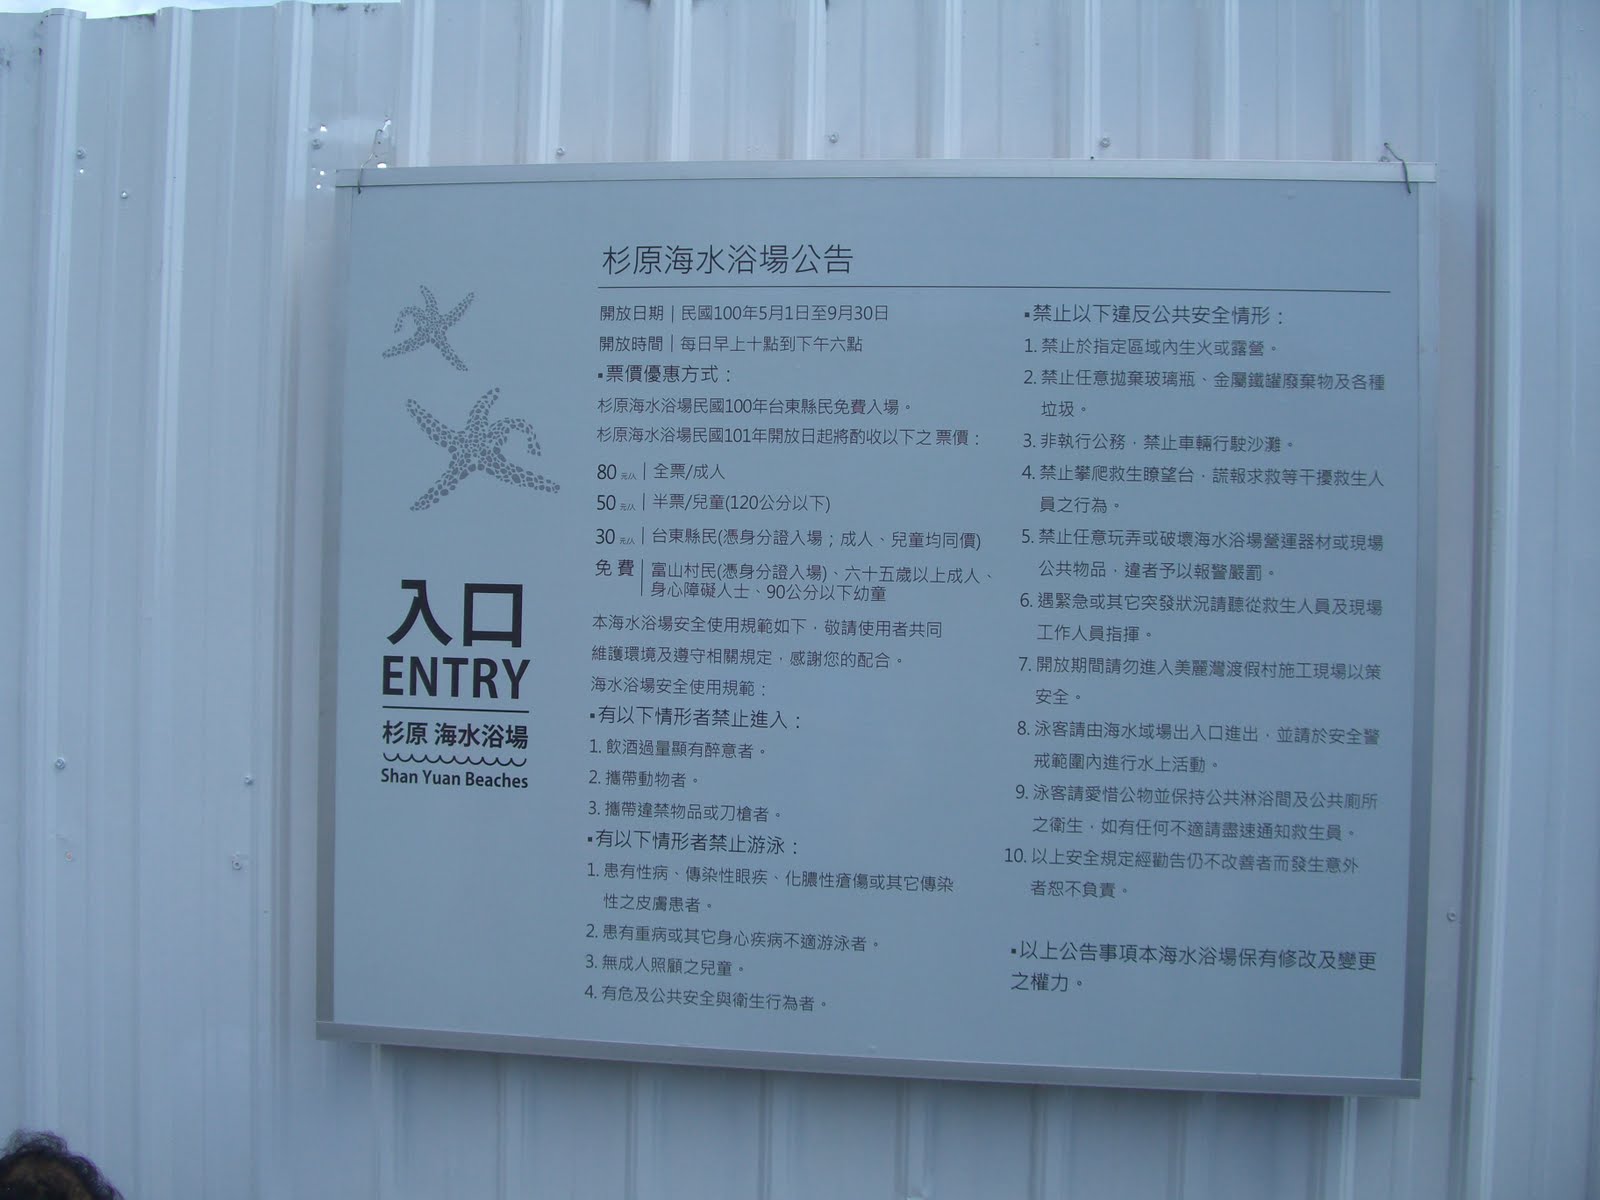 杉原海水浴場公告
開放日期｜民國100年5月1日至9月30日
開放時間｜每日早上十點到下午六點
▪票價優惠方式：
杉原海水浴場民國100年台東縣民免費入場。
杉原海水浴場民國101年開放日起將酌收以下之 票價：
80 元/人｜全票/成人
50 元/人｜半票/兒童(120公分以下)
30 元/人｜台東縣民(憑身分證入場；成人、兒童均同價)
免 費｜富山村民(憑身分證入場)、六十五歲以上成人、
身心障礙人士、90公分以下幼童
本海水浴場安全使用規範如下，敬請使用者共同
維護環境及遵守相關規定，感謝您的配合。
海水浴場安全使用規範：
▪有以下情形者禁止進入：
1. 飲酒過量顯有醉意者。
2. 攜帶動物者。
3. 攜帶違禁物品或刀槍者。
▪有以下情形者禁止游泳：
1. 患有性病、傳染性眼疾、化膿性瘡傷或其它傳染
性之皮膚患者。
2. 患有重病或其它身心疾病不適游泳者。
3. 無成人照顧之兒童。
4. 有危及公共安全與衛生行為者。
▪禁止以下違反公共安全情形：
1. 禁止於指定區域內生火或露營。
2. 禁止任意拋棄玻璃瓶、金屬鐵罐廢棄物及各種
垃圾。
3. 非執行公務，禁止車輛行駛沙灘。
4. 禁止攀爬救生瞭望台，謊報求救等干擾救生人
員之行為。
5. 禁止任意玩弄或破壞海水浴場營運器材或現場
公共物品，違者予以報警嚴罰。
6. 遇緊急或其它突發狀況請聽從救生人員及現場
工作人員指揮。
7. 開放期間請勿進入美麗灣渡假村施工現場以策
安全。
8. 泳客請由海水域場出入口進出，並請於安全警
戒範圍內進行水上活動。
9. 泳客請愛惜公物並保持公共淋浴間及公共廁所
之衛生，如有任何不適請盡速通知救生員。
10. 以上安全規定經勸告仍不改善者而發生意外
者恕不負責。
▪以上公告事項本海水浴場保有修改及變更
之權力。
入口
ENTRY
杉原 海水浴場
Shan Yuan Beaches